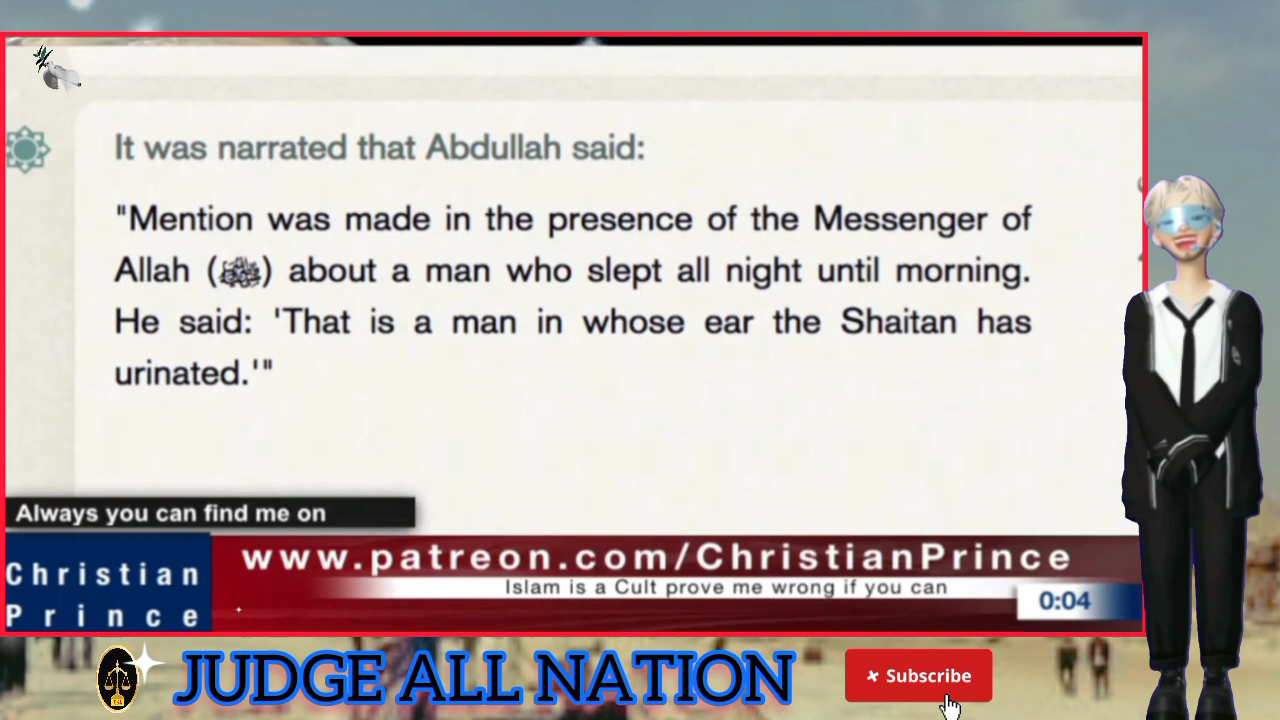 It was narrated that Abdullah said:
"Mention was made in the presence of the Messenger of
Allah (ﷺ) about a man who slept all night until morning.
He said: 'That is a man in whose ear the Shaitan has
urinated.'"
Always you can find me on
Christian
Prince
www.patreon.com/ChristianPrince
Islam is a Cult prove me wrong if you can
0:04
JUDGE ALL NATION
Subscribe